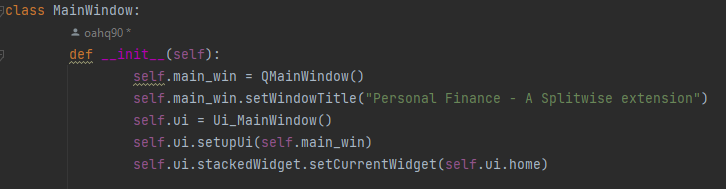 class MainWindow:
oahq90 *
def __init__(self):
self.main_win = QMainWindow()
self.main_win.setWindowTitle("Personal Finance - A Splitwise extension")
self.ui = Ui_MainWindow()
self.ui.setupUi(self.main_win)
self.ui.stackedWidget.setCurrentWidget(self.ui.home)